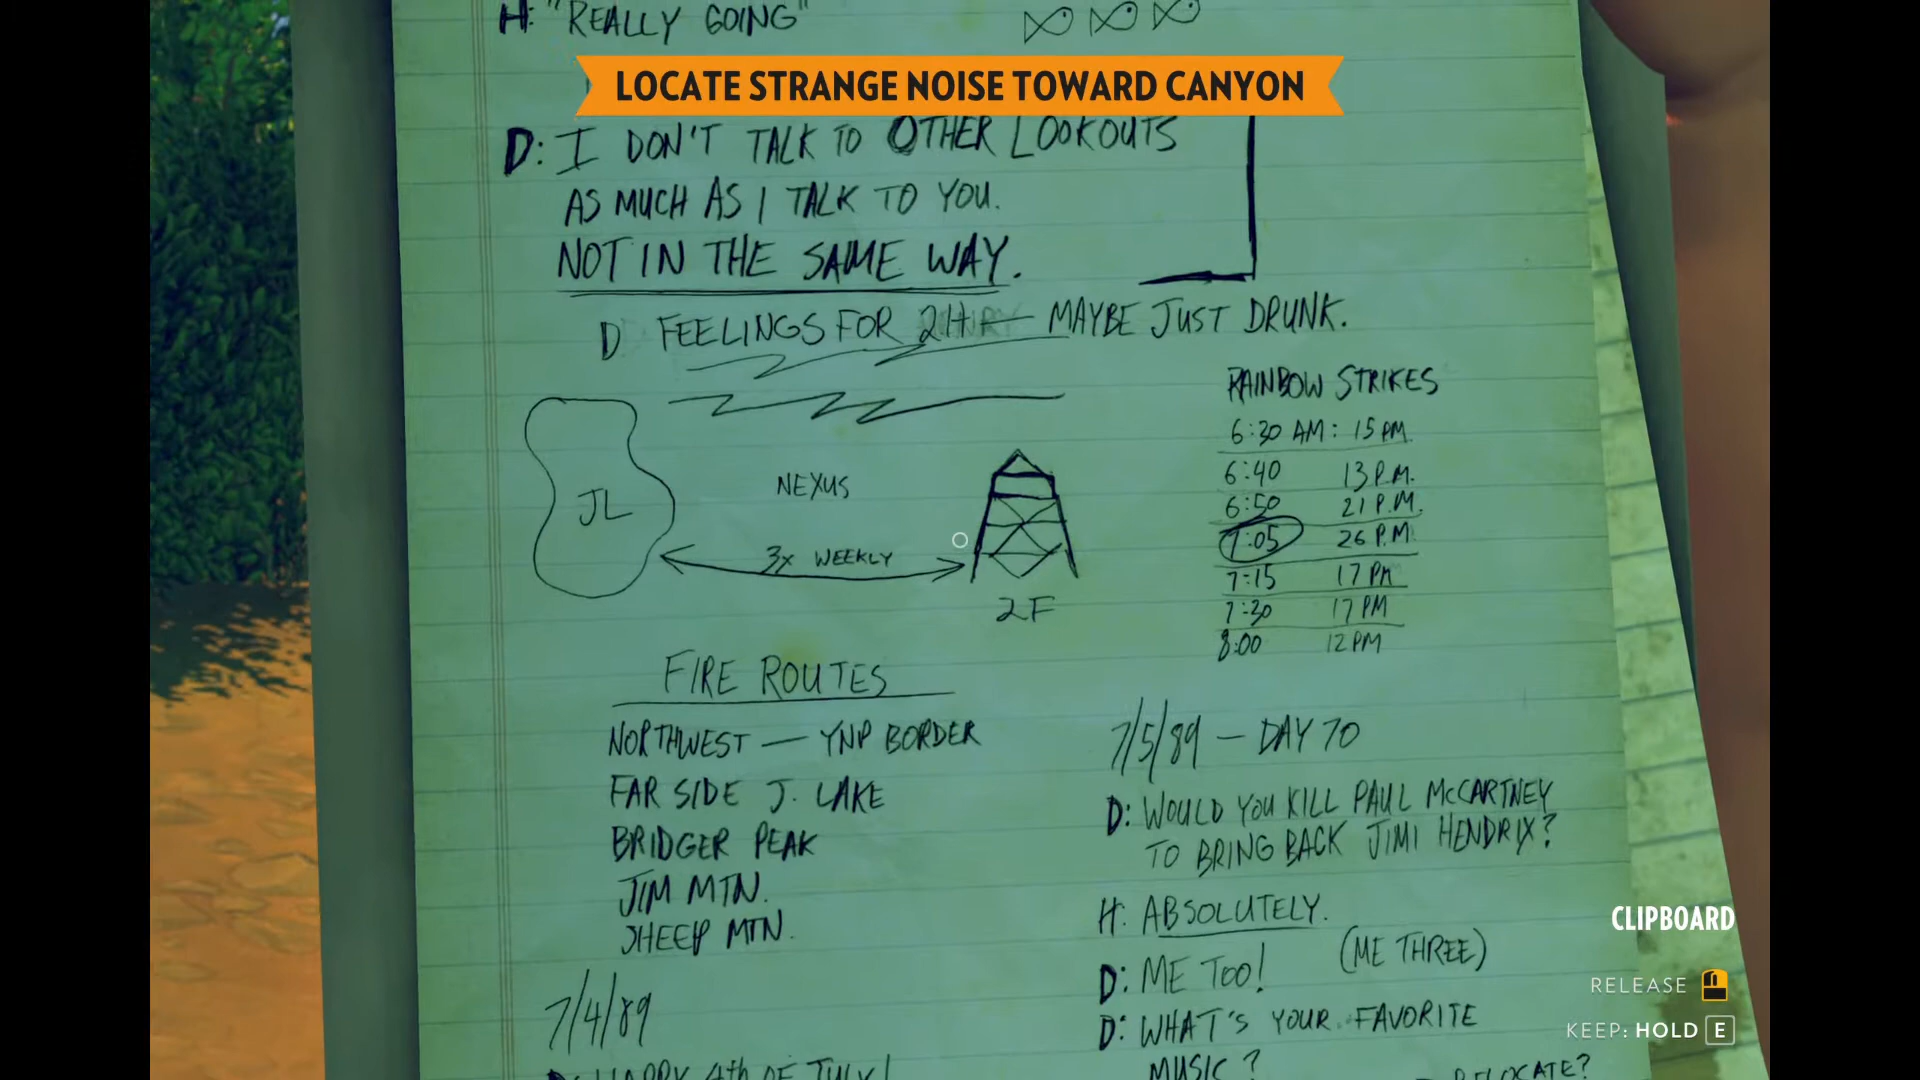 H: "REALLY GOING"
LOCATE STRANGE NOISE TOWARD CANYON
D: I DON'T TALK TO OTHER LOOKOUTS
AS MUCH AS I TALK TO YOU.
NOT IN THE SAME WAY.
D FEELINGS FOR MAYBE JUST DRUNK.
RAINBOW STRIKES
6:30 AM: 15 PM.
6:40 13 P.M.
6:50 21 P.M.
7:05 26 P.M
7:15 17 PM
7:30 17 PM
8:00 12 PM
JL
NEXUS
3x WEEKLY
2F
FIRE ROUTES
NORTHWEST — YNP BORDER
FAR SIDE J. LAKE
BRIDGER PEAK
JIM MTN.
SHEEP MTN.
7/4/89
HAPPY 4th OF JULY!
7/5/89 — DAY 70
D: WOULD YOU KILL PAUL McCARTNEY
TO BRING BACK JIMI HENDRIX?
H: ABSOLUTELY.
D: ME TOO! (ME THREE)
D: WHAT'S YOUR FAVORITE
MUSIC?
RELOCATE?
CLIPBOARD
RELEASE
KEEP: HOLD E